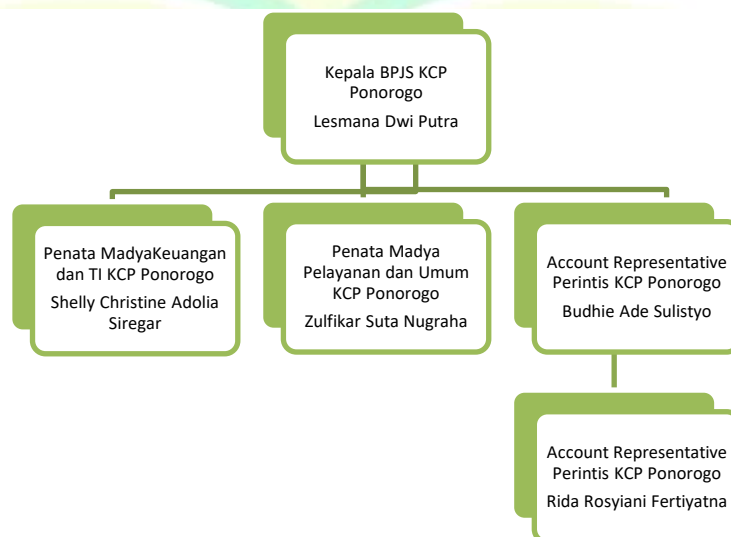 Kepala BPJS KCP
Ponorogo
Lesmana Dwi Putra
Penata MadyaKeuangan
dan TI KCP Ponorogo
Shelly Christine Adolia
Siregar
Penata Madya
Pelayanan dan Umum
KCP Ponorogo
Zulfikar Suta Nugraha
Account Representative
Perintis KCP Ponorogo
Budhie Ade Sulistyo
Account Representative
Perintis KCP Ponorogo
Rida Rosyiani Fertiyatna